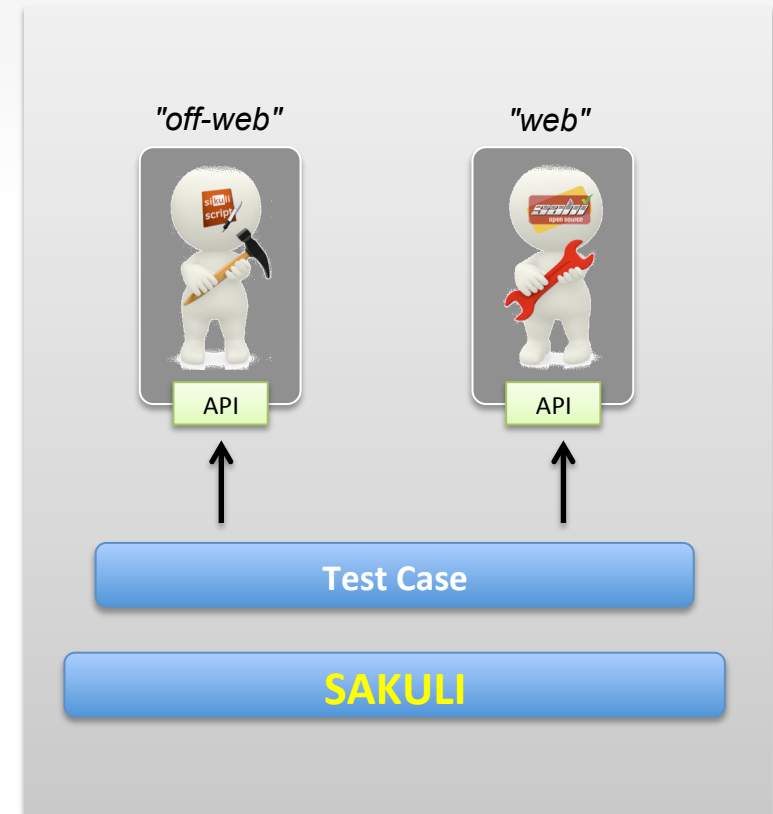 "off-web"
"web"
sikuli
script
sahi
open source
API
API
Test Case
SAKULI